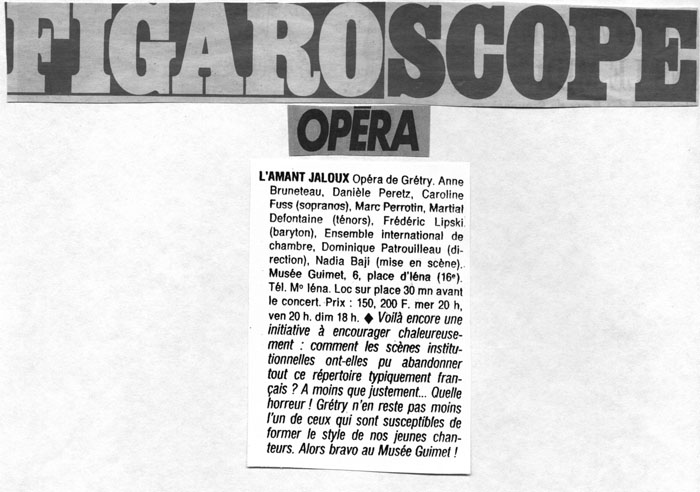 FIGAROSCOPE
OPÉRA
L'AMANT JALOUX Opéra de Grétry. Anne
Bruneteau, Danièle Peretz, Caroline
Fuss (sopranos), Marc Perrotin, Martial
Defontaine (ténors), Frédéric Lipski
(baryton), Ensemble international de
chambre, Dominique Patrouilleau (di-
rection), Nadia Baji (mise en scène).
Musée Guimet, 6, place d'Iéna (16e).
Tél. Mo Iéna. Loc sur place 30 mn avant
le concert. Prix : 150, 200 F. mer 20 h,
ven 20 h. dim 18 h. ◆ Voilà encore une
initiative à encourager chaleureuse-
ment : comment les scènes institu-
tionnelles ont-elles pu abandonner
tout ce répertoire typiquement fran-
çais ? A moins que justement... Quelle
horreur ! Grétry n'en reste pas moins
l'un de ceux qui sont susceptibles de
former le style de nos jeunes chan-
teurs. Alors bravo au Musée Guimet !